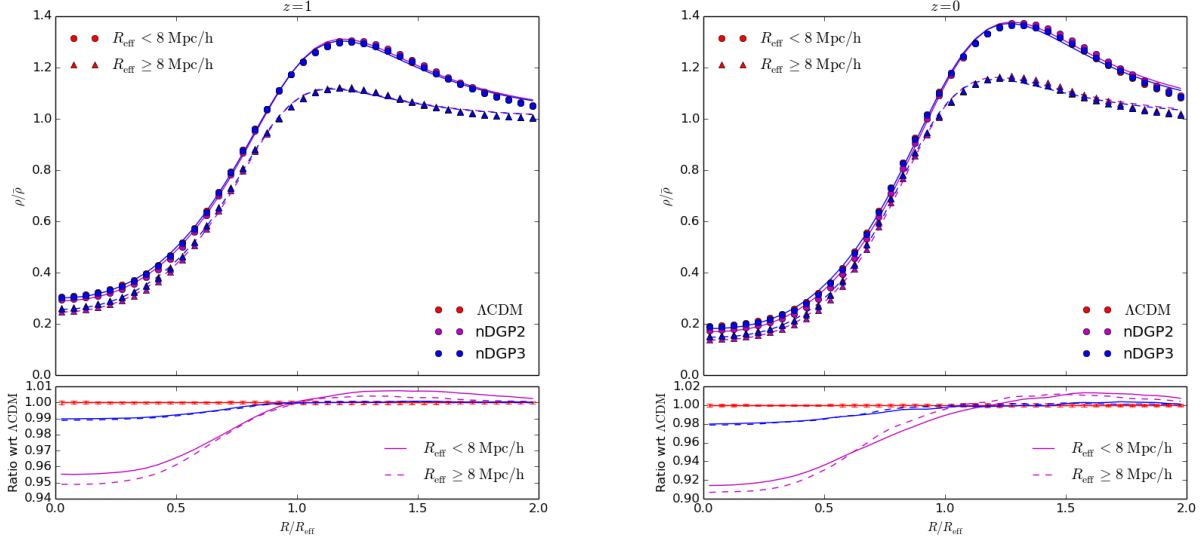 z=1
1.4
1.2
1.0
0.8
0.6
0.4
0.2
0.0
ρ/ρ̄
R_eff < 8 Mpc/h
R_eff ≥ 8 Mpc/h
ΛCDM
nDGP2
nDGP3
1.01
1.00
0.99
0.98
0.97
0.96
0.95
0.94
Ratio wrt ΛCDM
R_eff < 8 Mpc/h
R_eff ≥ 8 Mpc/h
0.0 0.5 1.0 1.5 2.0
R/R_eff
z=0
1.4
1.2
1.0
0.8
0.6
0.4
0.2
0.0
ρ/ρ̄
R_eff < 8 Mpc/h
R_eff ≥ 8 Mpc/h
ΛCDM
nDGP2
nDGP3
1.02
1.00
0.98
0.96
0.94
0.92
0.90
Ratio wrt ΛCDM
R_eff < 8 Mpc/h
R_eff ≥ 8 Mpc/h
0.0 0.5 1.0 1.5 2.0
R/R_eff